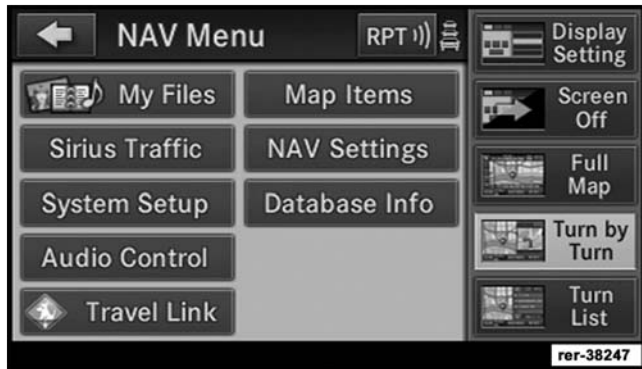 NAV Menu
RPT
My Files
Map Items
Sirius Traffic
NAV Settings
System Setup
Database Info
Audio Control
Travel Link
Display
Setting
Screen
Off
Full
Map
Turn by
Turn
Turn
List
rer-38247